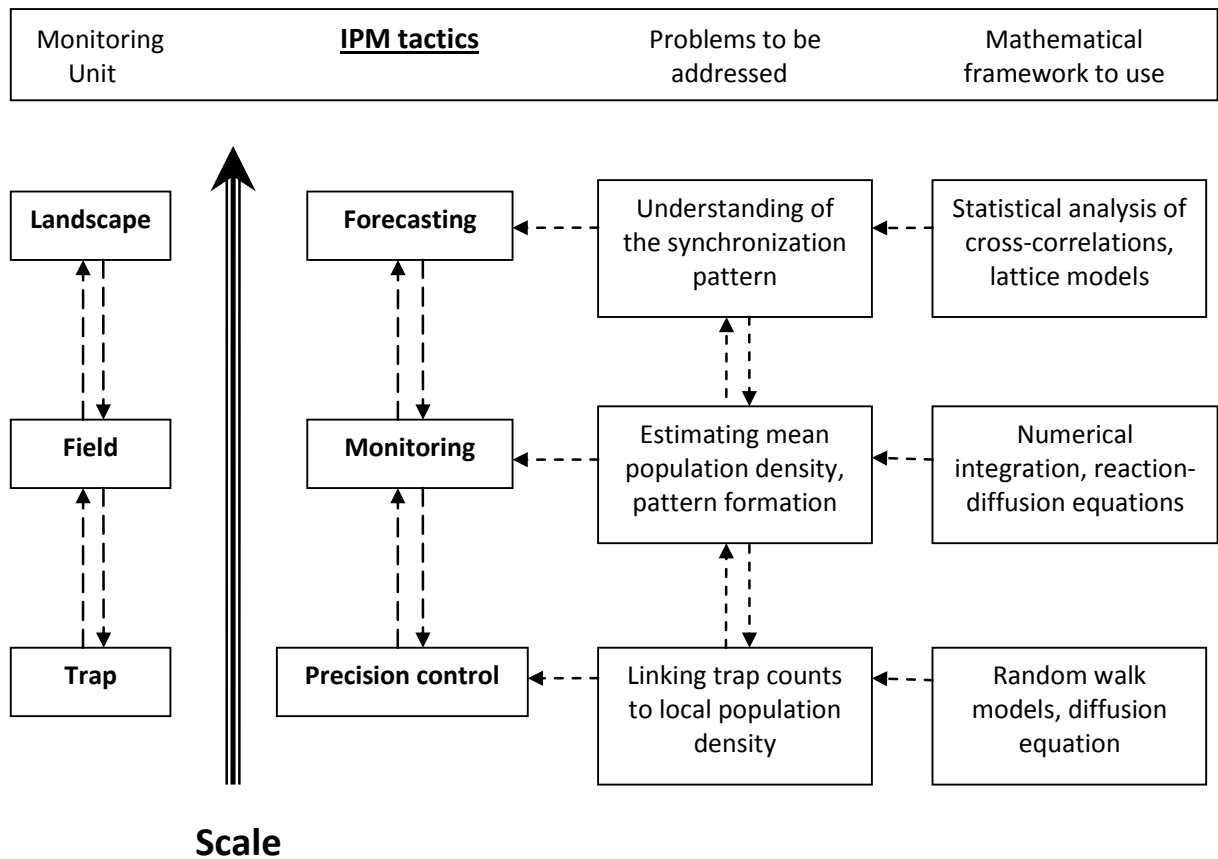 Monitoring
Unit
IPM tactics
Problems to be
addressed
Mathematical
framework to use
Landscape
Forecasting
Understanding of
the synchronization
pattern
Statistical analysis of
cross-correlations,
lattice models
Field
Monitoring
Estimating mean
population density,
pattern formation
Numerical
integration, reaction-
diffusion equations
Trap
Precision control
Linking trap counts
to local population
density
Random walk
models, diffusion
equation
Scale